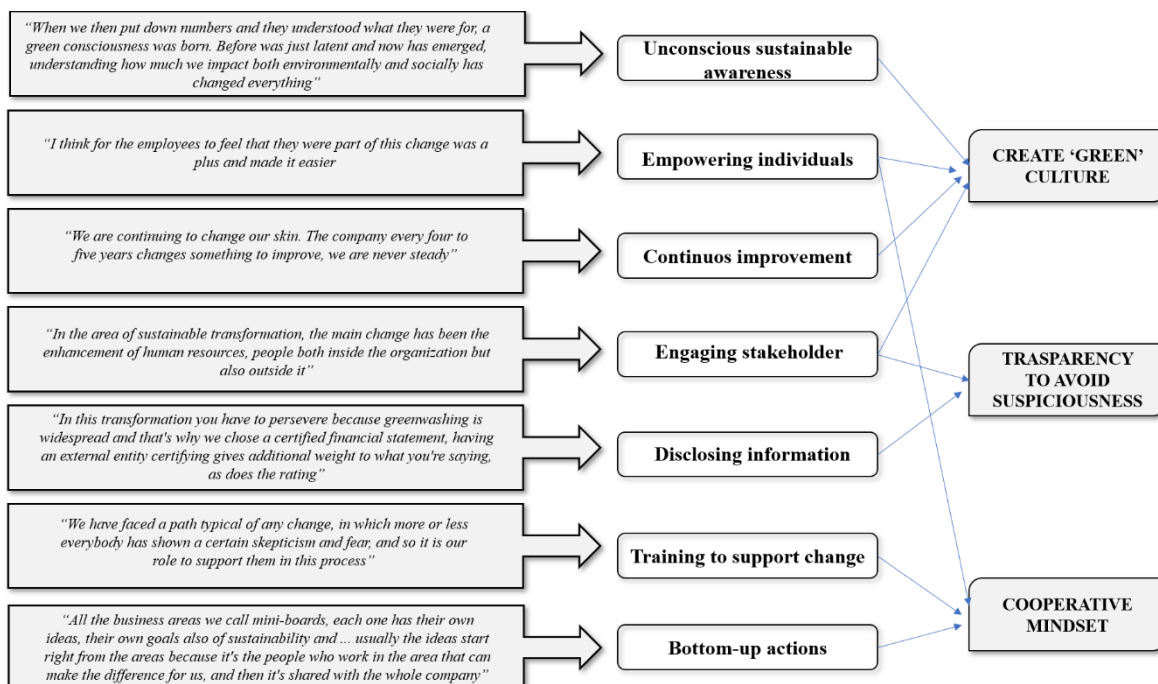 “When we then put down numbers and they understood what they were for, a
green consciousness was born. Before was just latent and now has emerged,
understanding how much we impact both environmentally and socially has
changed everything”
Unconscious sustainable
awareness
“I think for the employees to feel that they were part of this change was a
plus and made it easier
Empowering individuals
CREATE ‘GREEN’
CULTURE
“We are continuing to change our skin. The company every four to
five years changes something to improve, we are never steady”
Continuos improvement
“In the area of sustainable transformation, the main change has been the
enhancement of human resources, people both inside the organization but
also outside it”
Engaging stakeholder
TRASPARENCY
TO AVOID
SUSPICIOUSNESS
“In this transformation you have to persevere because greenwashing is
widespread and that's why we chose a certified financial statement, having
an external entity certifying gives additional weight to what you're saying,
as does the rating”
Disclosing information
“We have faced a path typical of any change, in which more or less
everybody has shown a certain skepticism and fear, and so it is our
role to support them in this process”
Training to support change
“All the business areas we call mini-boards, each one has their own
ideas, their own goals also of sustainability and ... usually the ideas start
right from the areas because it's the people who work in the area that can
make the difference for us, and then it's shared with the whole company”
Bottom-up actions
COOPERATIVE
MINDSET